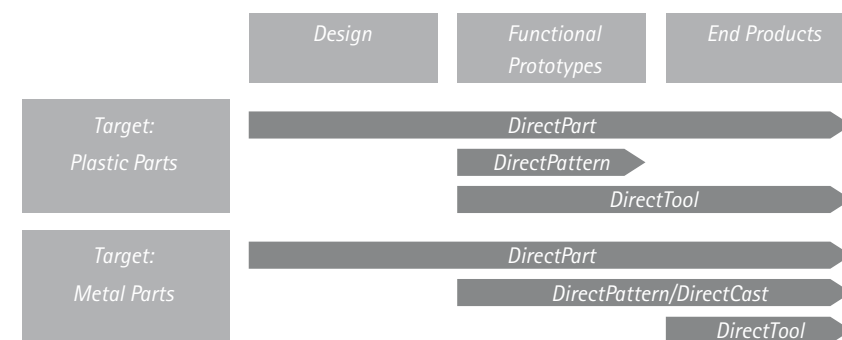 Design
Functional
Prototypes
End Products
Target:
Plastic Parts
DirectPart
DirectPattern
DirectTool
Target:
Metal Parts
DirectPart
DirectPattern/DirectCast
DirectTool